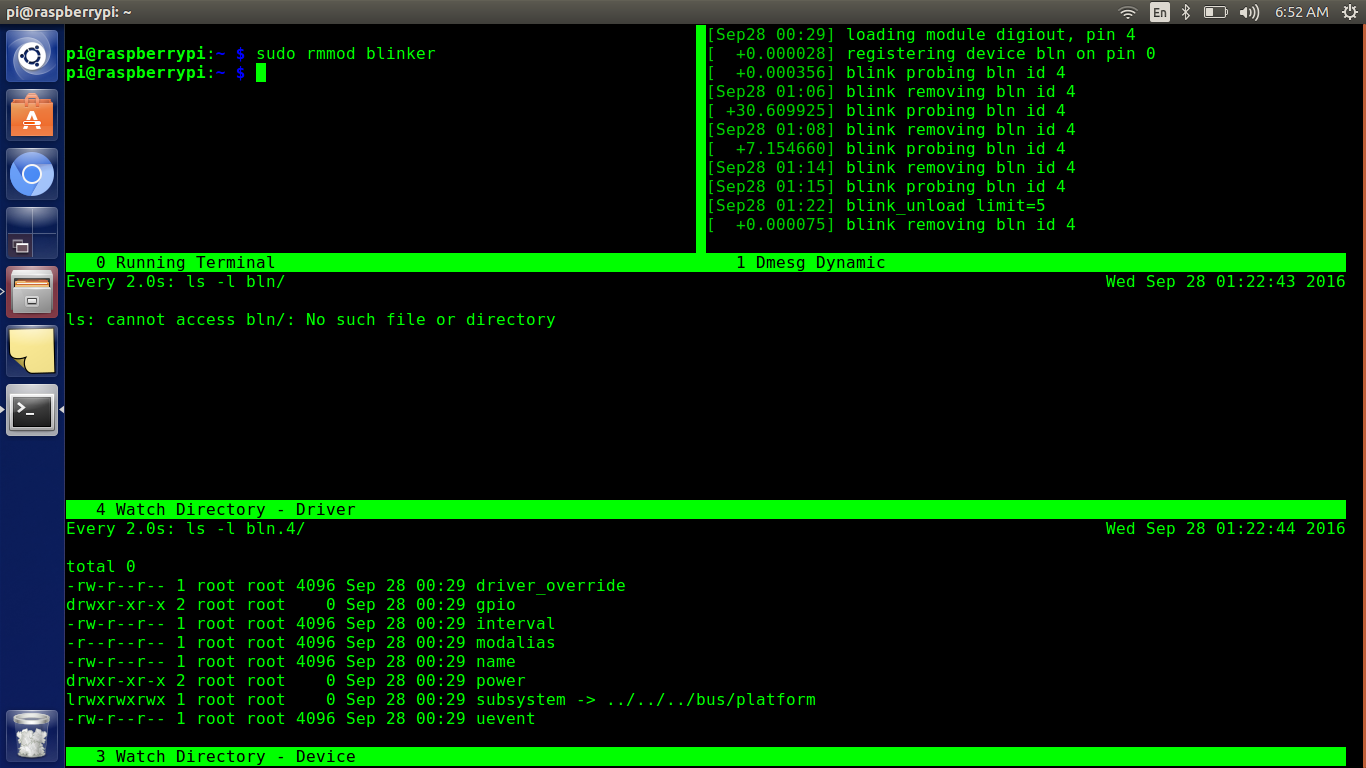 pi@raspberrypi: ~
En
6:52 AM
pi@raspberrypi:~ $ sudo rmmod blinker
pi@raspberrypi:~ $
[Sep28 00:29] loading module digiout, pin 4
[  +0.000028] registering device bln on pin 0
[  +0.000356] blink probing bln id 4
[Sep28 01:06] blink removing bln id 4
[ +30.609925] blink probing bln id 4
[Sep28 01:08] blink removing bln id 4
[  +7.154660] blink probing bln id 4
[Sep28 01:14] blink removing bln id 4
[Sep28 01:15] blink probing bln id 4
[Sep28 01:22] blink_unload limit=5
[  +0.000075] blink removing bln id 4
0 Running Terminal
1 Dmesg Dynamic
Every 2.0s: ls -l bln/ Wed Sep 28 01:22:43 2016
ls: cannot access bln/: No such file or directory
4 Watch Directory - Driver
Every 2.0s: ls -l bln.4/ Wed Sep 28 01:22:44 2016
total 0
-rw-r--r-- 1 root root 4096 Sep 28 00:29 driver_override
drwxr-xr-x 2 root root    0 Sep 28 00:29 gpio
-rw-r--r-- 1 root root 4096 Sep 28 00:29 interval
-r--r--r-- 1 root root 4096 Sep 28 00:29 modalias
-rw-r--r-- 1 root root 4096 Sep 28 00:29 name
drwxr-xr-x 2 root root    0 Sep 28 00:29 power
lrwxrwxrwx 1 root root    0 Sep 28 00:29 subsystem -> ../../../bus/platform
-rw-r--r-- 1 root root 4096 Sep 28 00:29 uevent
3 Watch Directory - Device